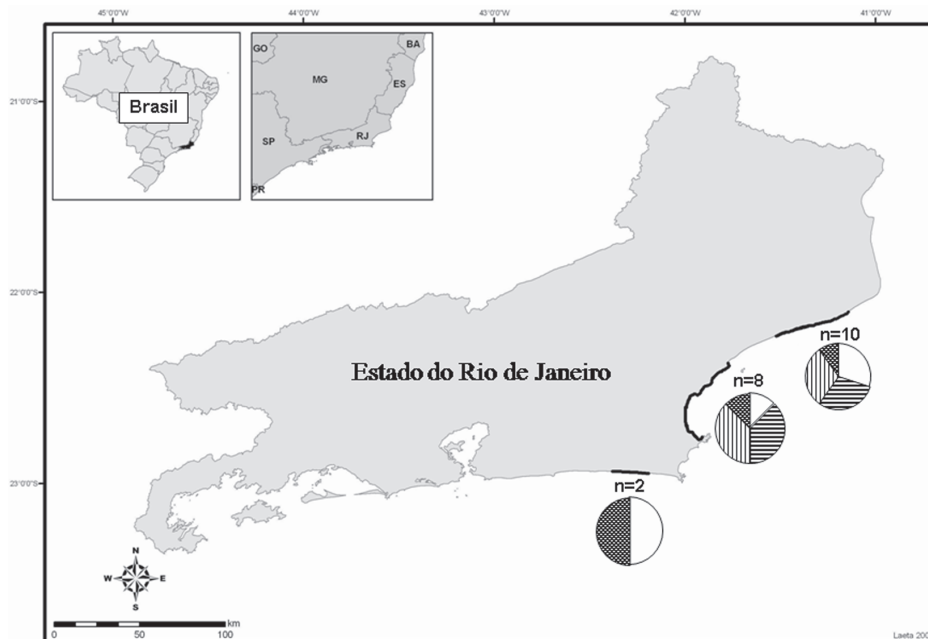 45°0'0"W 44°0'0"W 43°0'0"W 42°0'0"W 41°0'0"W
21°0'0"S
22°0'0"S
23°0'0"S
Brasil
GO
BA
MG
ES
SP
RJ
PR
Estado do Rio de Janeiro
n=10
n=8
n=2
N
W E
S
km
0 50 100
Laeta 200